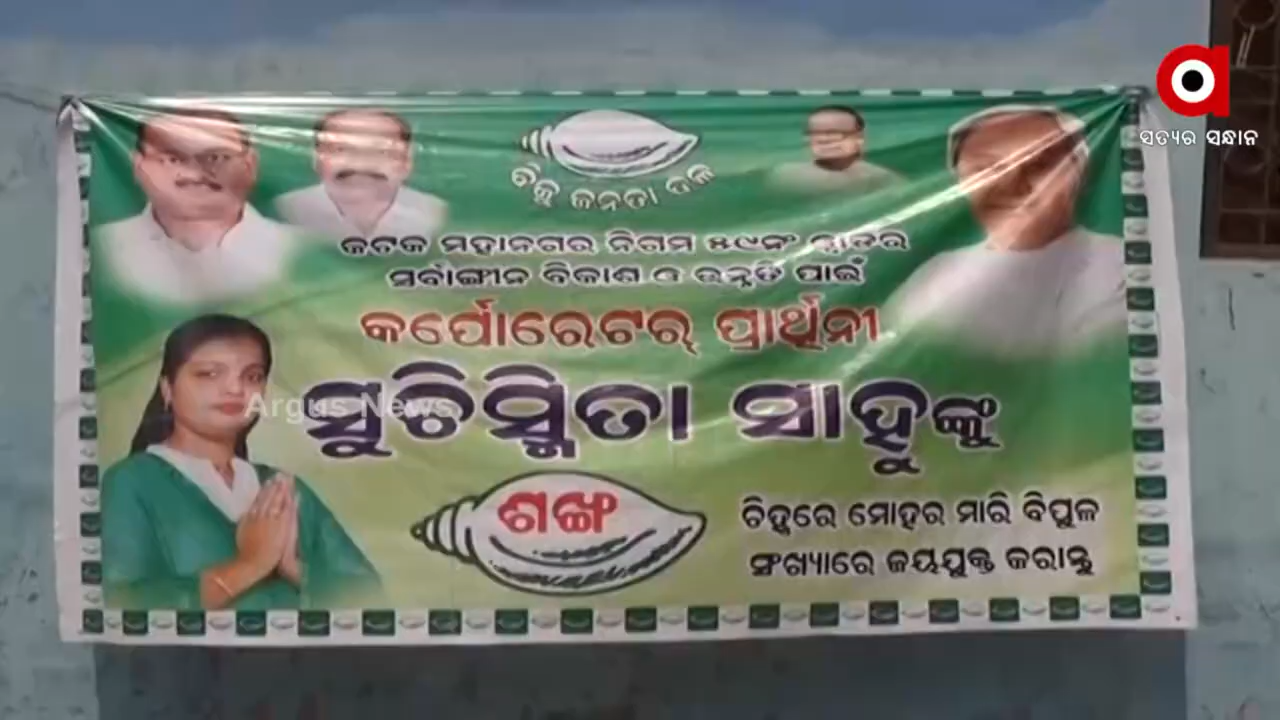 ସତ୍ୟର ସନ୍ଧାନ
ବିଜୁ ଜନତା ଦଳ
କଟକ ମହାନଗର ନିଗମ ୫୯ନଂ ୱାର୍ଡର
ସର୍ବାଙ୍ଗୀନ ବିକାଶ ଓ ଉନ୍ନତି ପାଇଁ
କର୍ପୋରେଟର୍ ପ୍ରାର୍ଥିନୀ
ସୁଚିସ୍ମିତା ସାହୁଙ୍କୁ
Argus News
ଶଙ୍ଖ
ଚିହ୍ନରେ ମୋହର ମାରି ବିପୁଳ
ସଂଖ୍ୟାରେ ଜୟଯୁକ୍ତ କରାନ୍ତୁ